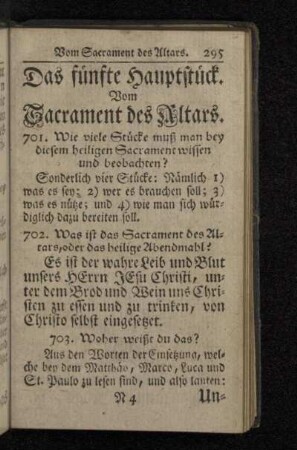 Vom Sacrament des Altars. 295
Das fünfte Hauptstück.
Vom
Sacrament des Altars.
701. Wie viele Stücke muß man bey
diesem heiligen Sacrament wissen
und beobachten?
Sonderlich vier Stücke: Nämlich 1)
was es sey; 2) wer es brauchen soll; 3)
was es nütze; und 4) wie man sich wür-
diglich dazu bereiten soll.
702. Was ist das Sacrament des Al-
tars, oder das heilige Abendmahl?
Es ist der wahre Leib und Blut
unsers HErrn JEsu Christi, un-
ter dem Brod und Wein uns Chri-
sten zu essen und zu trinken, von
Christo selbst eingesetzet.
703. Woher weißt du das?
Aus den Worten der Einsetzung, wel-
che bey dem Matthäo, Marco, Luca und
St. Paulo zu lesen sind, und also lauten:
N 4 Un-